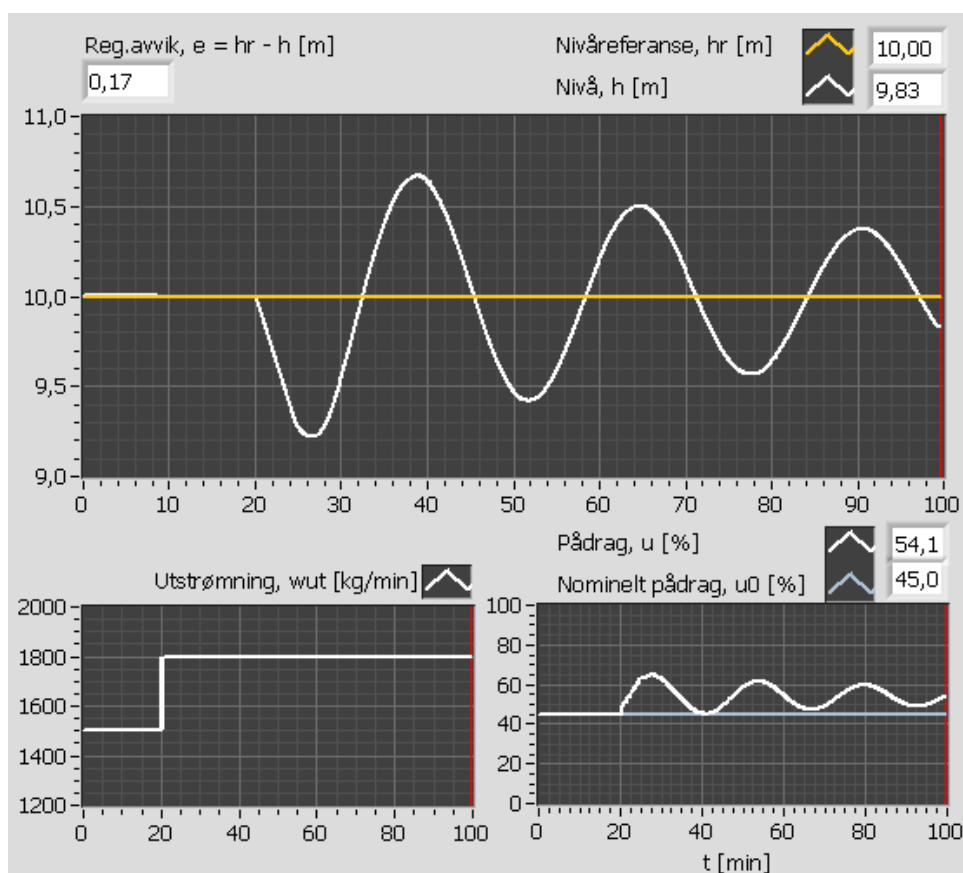 Reg.avvik, e = hr - h [m]
0,17
Nivåreferanse, hr [m]
10,00
Nivå, h [m]
9,83
11,0
10,5
10,0
9,5
9,0
0 10 20 30 40 50 60 70 80 90 100
Utstrømning, wut [kg/min]
2000
1800
1600
1400
1200
0 20 40 60 80 100
Pådrag, u [%]
54,1
Nominelt pådrag, u0 [%]
45,0
100
80
60
40
20
0
0 20 40 60 80 100
t [min]